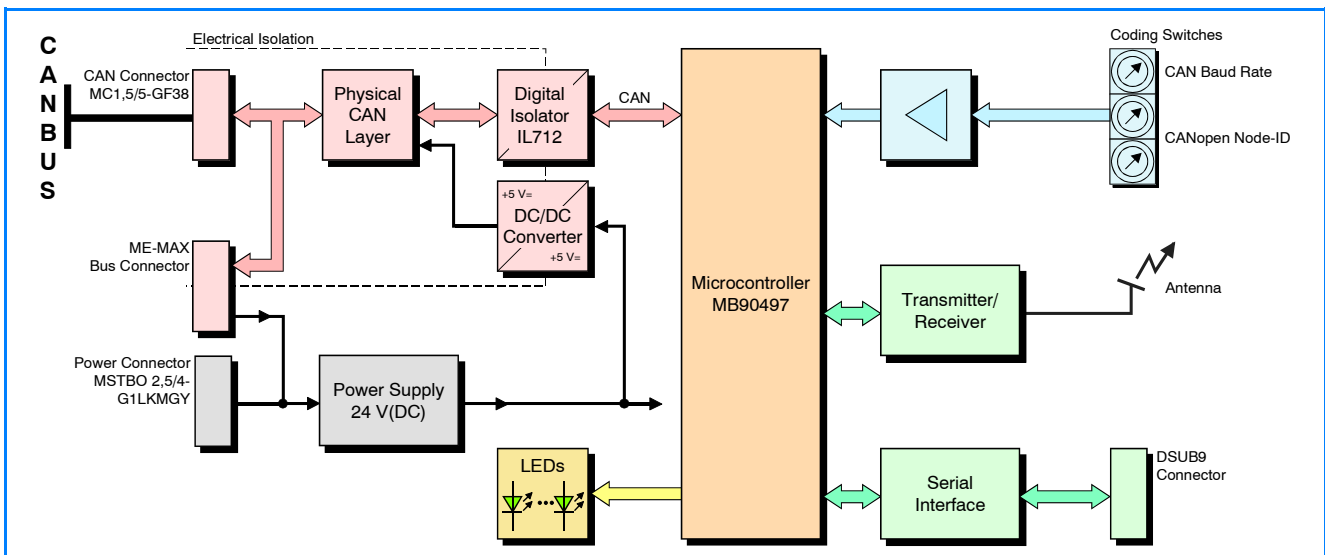 C
A
N
B
U
S
Electrical Isolation
CAN Connector
MC1,5/5-GF38
Physical
CAN
Layer
Digital
Isolator
IL712
CAN
+5 V=
DC/DC
Converter
+5 V=
ME-MAX
Bus Connector
Power Connector
MSTBO 2,5/4-
G1LKMGY
Power Supply
24 V(DC)
LEDs
Microcontroller
MB90497
Coding Switches
CAN Baud Rate
CANopen Node-ID
Transmitter/
Receiver
Antenna
Serial
Interface
DSUB9
Connector